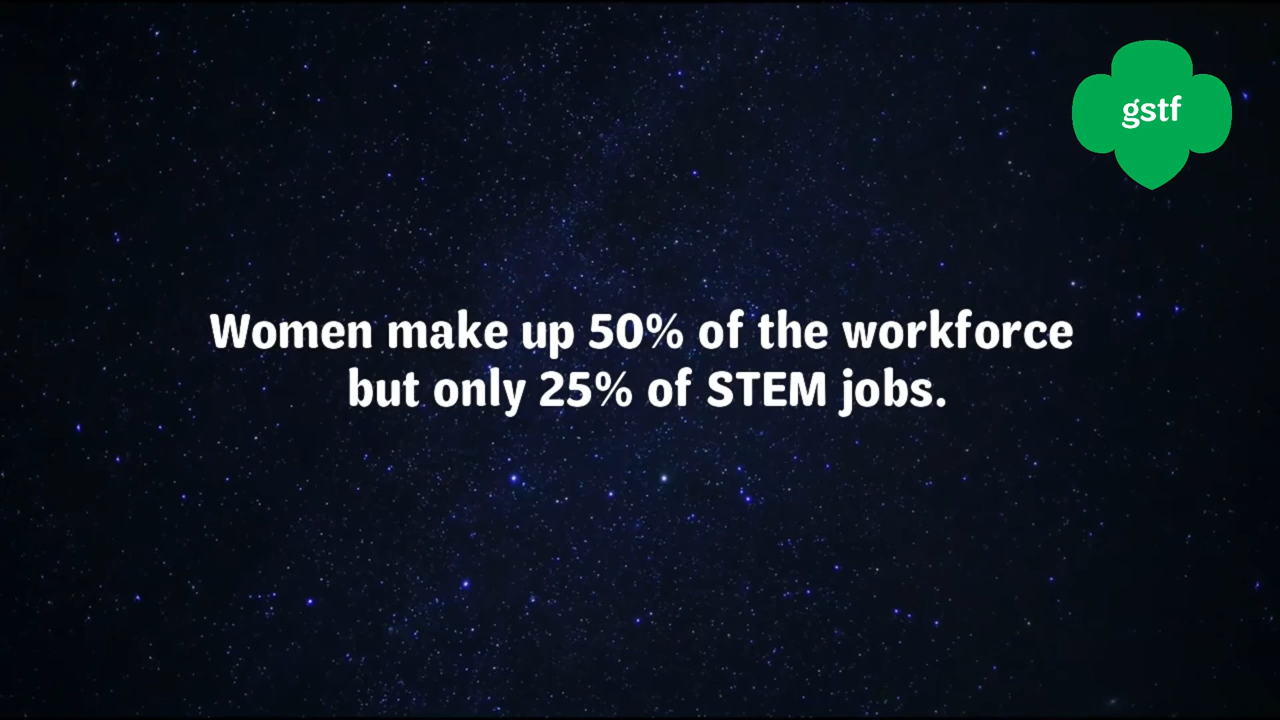 gstf
Women make up 50% of the workforce
but only 25% of STEM jobs.